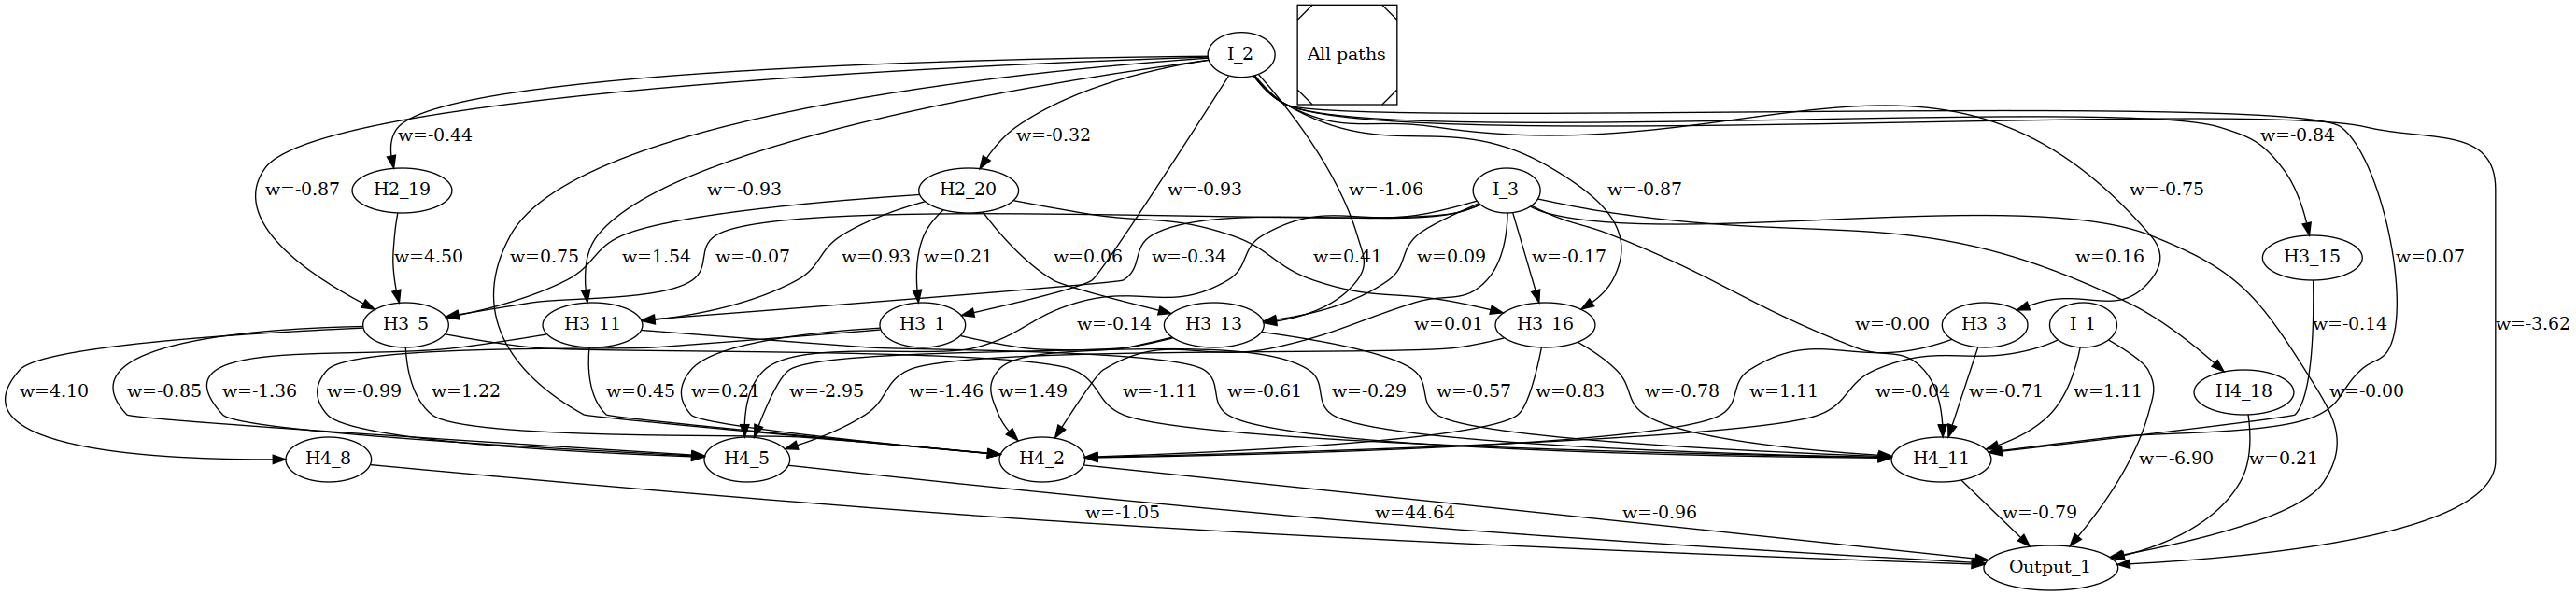 All paths
I_2
w=-0.44
w=-0.32
w=-0.84
w=-0.87
H2_19
w=-0.93
H2_20
w=-0.93
w=-1.06
I_3
w=-0.87
w=-0.75
w=4.50
w=0.75
w=1.54
w=-0.07
w=0.93
w=0.21
w=0.06
w=-0.34
w=0.41
w=0.09
w=-0.17
w=0.16
H3_15
w=0.07
H3_5
H3_11
H3_1
w=-0.14
H3_13
w=0.01
H3_16
w=-0.00
H3_3
I_1
w=-0.14
w=-3.62
w=4.10
w=-0.85
w=-1.36
w=-0.99
w=1.22
w=0.45
w=0.21
w=-2.95
w=-1.46
w=1.49
w=-1.11
w=-0.61
w=-0.29
w=-0.57
w=0.83
w=-0.78
w=1.11
w=-0.04
w=-0.71
w=1.11
H4_18
w=-0.00
H4_8
H4_5
H4_2
H4_11
w=-6.90
w=0.21
w=-1.05
w=44.64
w=-0.96
w=-0.79
Output_1